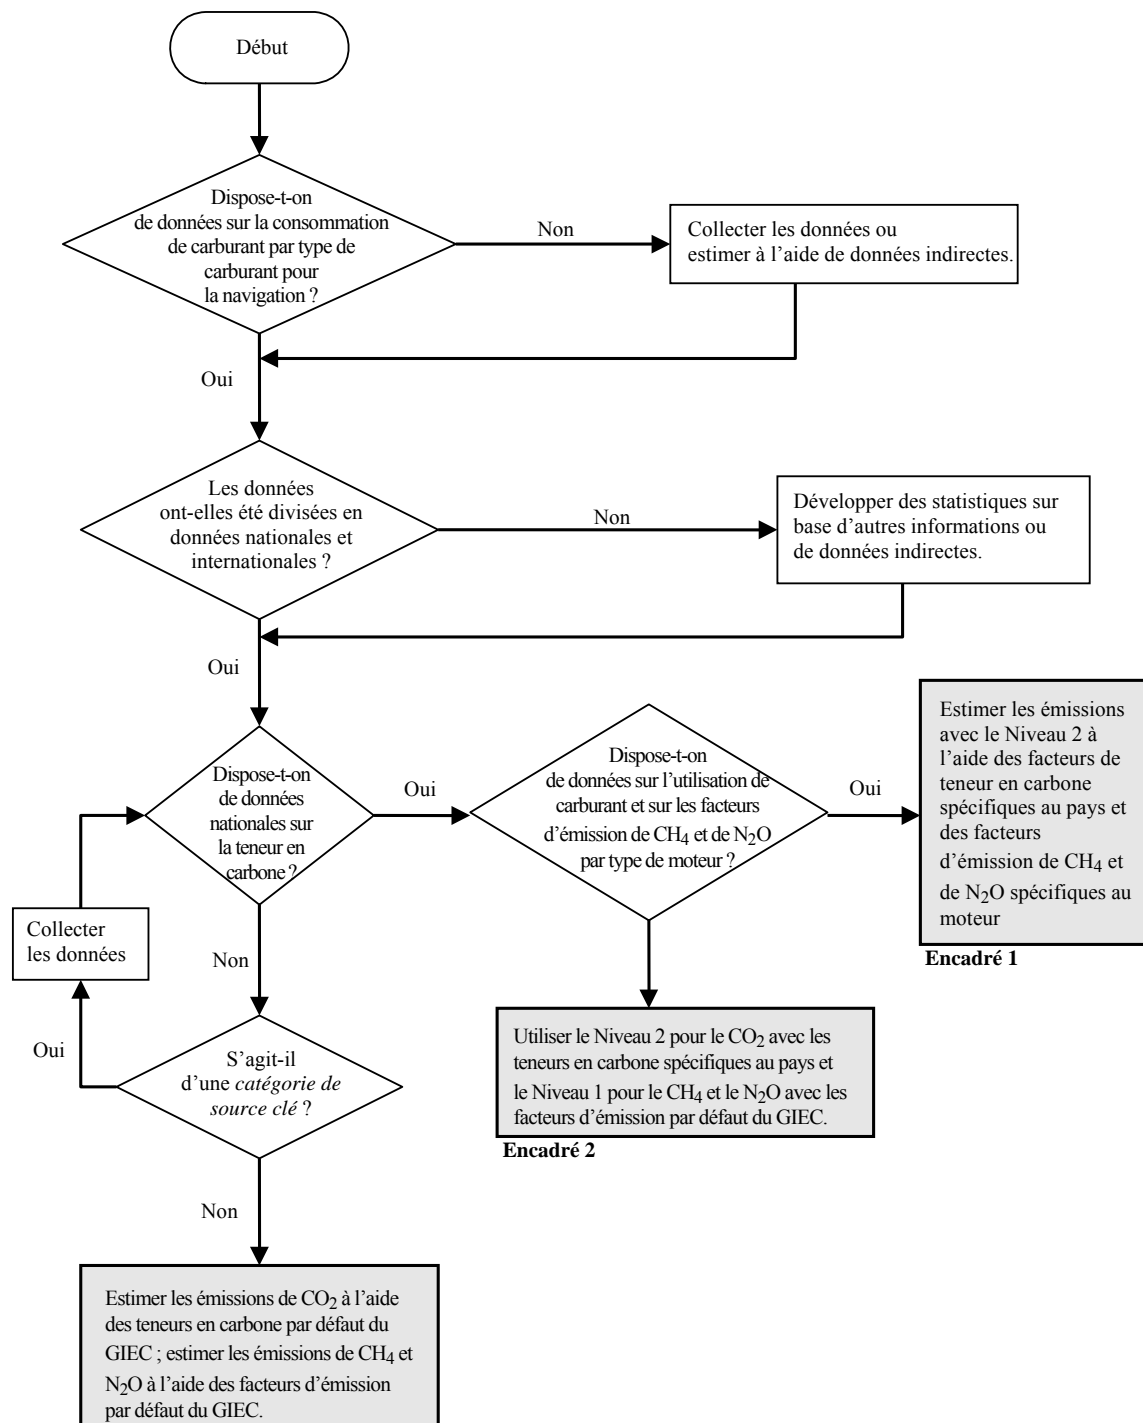 Début
Dispose-t-on
de données sur la consommation
de carburant par type de
carburant pour
la navigation ?
Non
Collecter les données ou
estimer à l’aide de données indirectes.
Oui
Les données
ont-elles été divisées en
données nationales et
internationales ?
Non
Développer des statistiques sur
base d’autres informations ou
de données indirectes.
Oui
Dispose-t-on
de données
nationales sur
la teneur en
carbone ?
Oui
Dispose-t-on
de données sur l’utilisation de
carburant et sur les facteurs
d’émission de CH4 et de N2O
par type de moteur ?
Oui
Estimer les émissions
avec le Niveau 2 à
l’aide des facteurs de
teneur en carbone
spécifiques au pays et
des facteurs
d’émission de CH4 et
de N2O spécifiques au
moteur
Encadré 1
Collecter
les données
Non
Oui
S’agit-il
d’une catégorie de
source clé ?
Utiliser le Niveau 2 pour le CO2 avec les
teneurs en carbone spécifiques au pays et
le Niveau 1 pour le CH4 et le N2O avec les
facteurs d’émission par défaut du GIEC.
Encadré 2
Non
Estimer les émissions de CO2 à l’aide
des teneurs en carbone par défaut du
GIEC ; estimer les émissions de CH4 et
N2O à l’aide des facteurs d’émission
par défaut du GIEC.